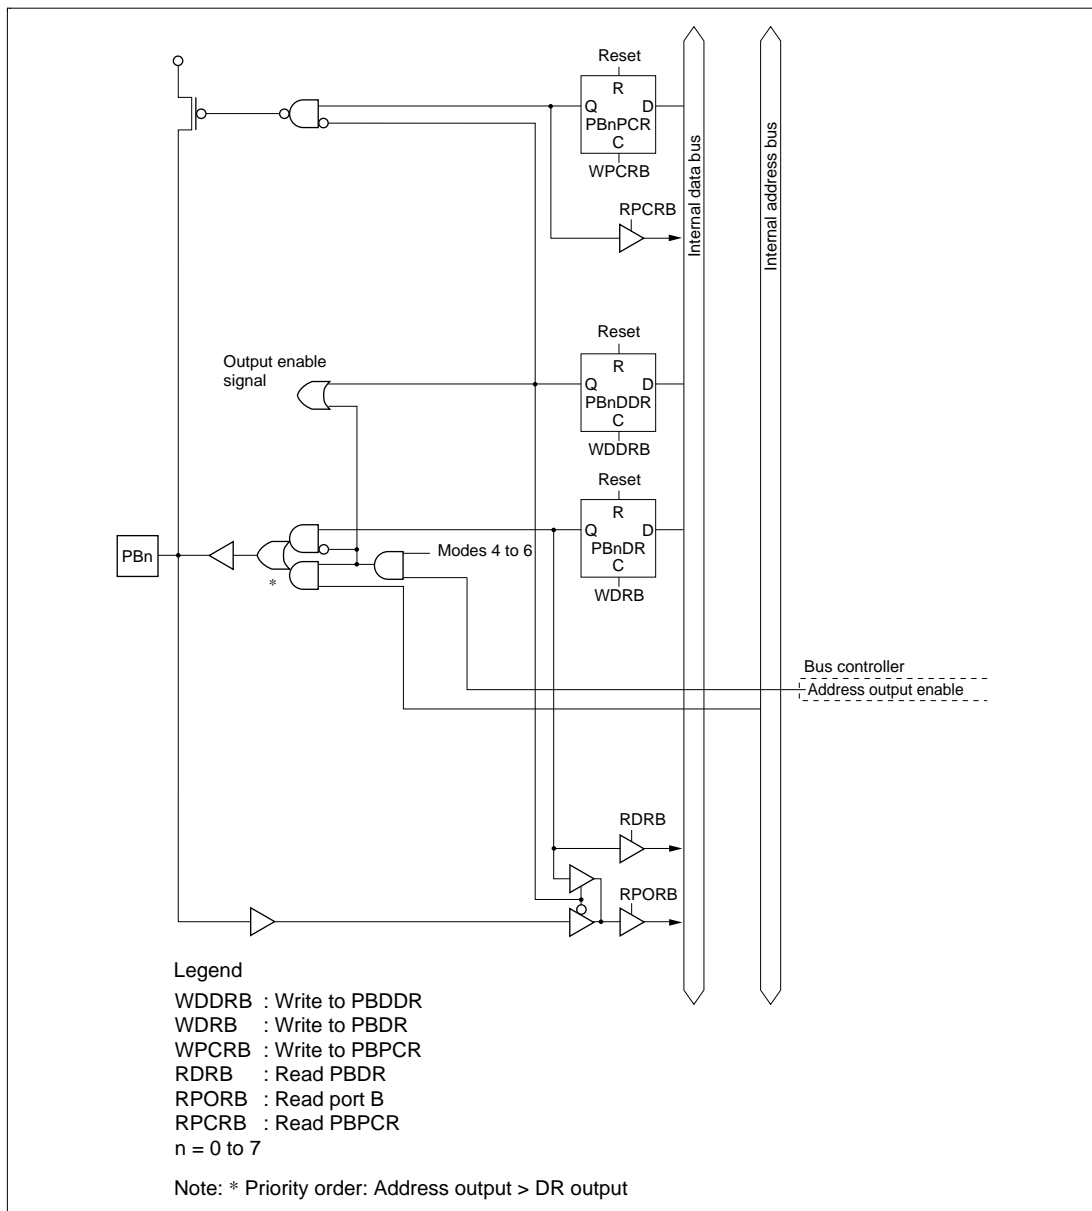 Reset
R
Q D
PBnPCR
C
WPCRB
RPCRB
Internal data bus
Internal address bus
Reset
R
Output enable
signal
Q D
PBnDDR
C
WDDRB
Reset
R
Q D
PBnDR
C
WDRB
PBn
Modes 4 to 6
*
Bus controller
Address output enable
RDRB
RPORB
Legend
WDDRB : Write to PBDDR
WDRB : Write to PBDR
WPCRB : Write to PBPCR
RDRB : Read PBDR
RPORB : Read port B
RPCRB : Read PBPCR
n = 0 to 7
Note: * Priority order: Address output > DR output